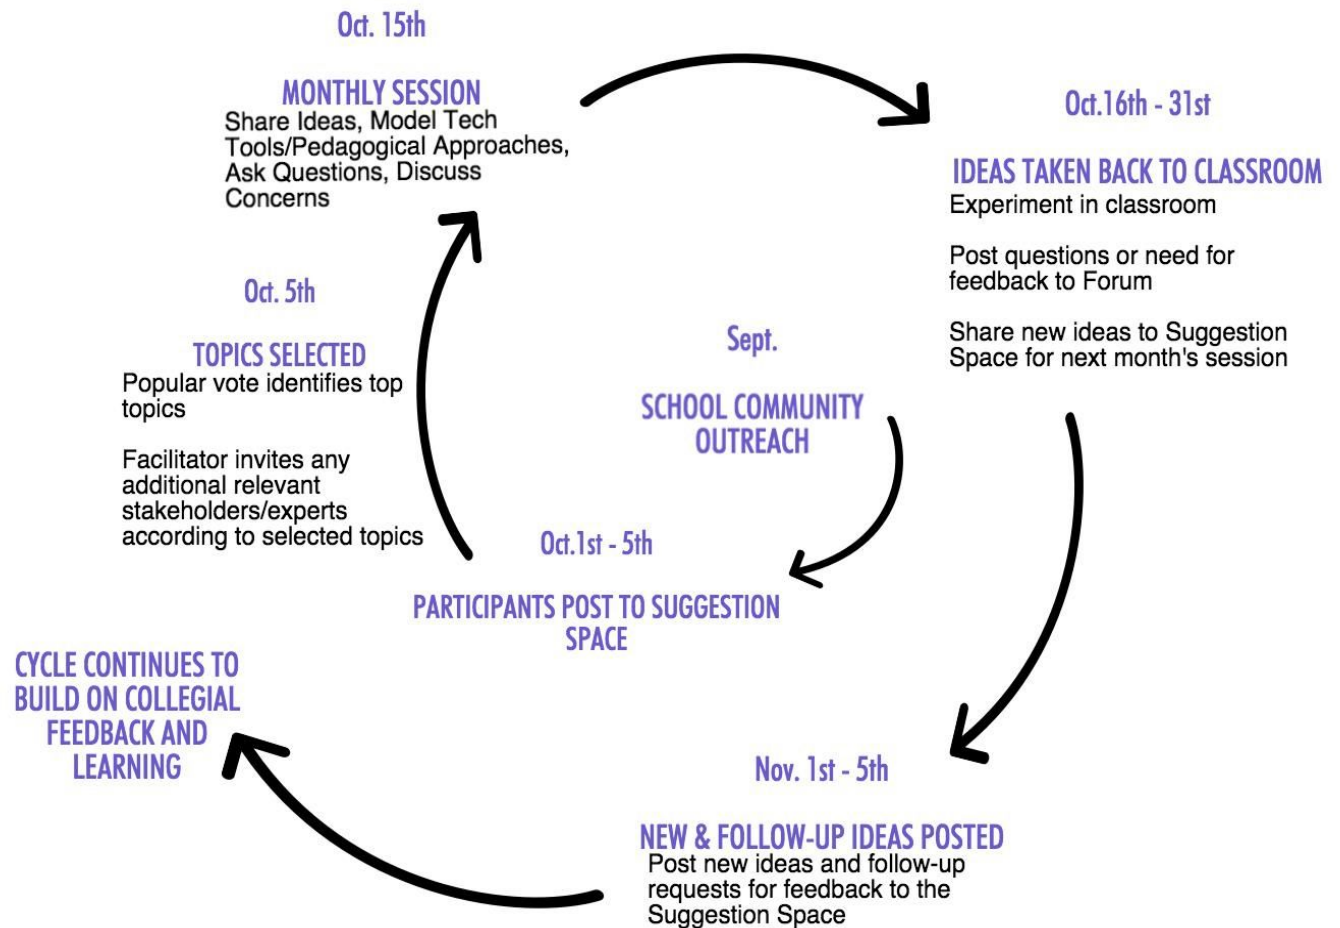 Oct. 15th
MONTHLY SESSION
Share Ideas, Model Tech
Tools/Pedagogical Approaches,
Ask Questions, Discuss
Concerns
Oct.16th - 31st
IDEAS TAKEN BACK TO CLASSROOM
Experiment in classroom
Post questions or need for
feedback to Forum
Share new ideas to Suggestion
Space for next month's session
Oct. 5th
TOPICS SELECTED
Popular vote identifies top
topics
Facilitator invites any
additional relevant
stakeholders/experts
according to selected topics
Sept.
SCHOOL COMMUNITY
OUTREACH
Oct.1st - 5th
PARTICIPANTS POST TO SUGGESTION
SPACE
CYCLE CONTINUES TO
BUILD ON COLLEGIAL
FEEDBACK AND
LEARNING
Nov. 1st - 5th
NEW & FOLLOW-UP IDEAS POSTED
Post new ideas and follow-up
requests for feedback to the
Suggestion Space